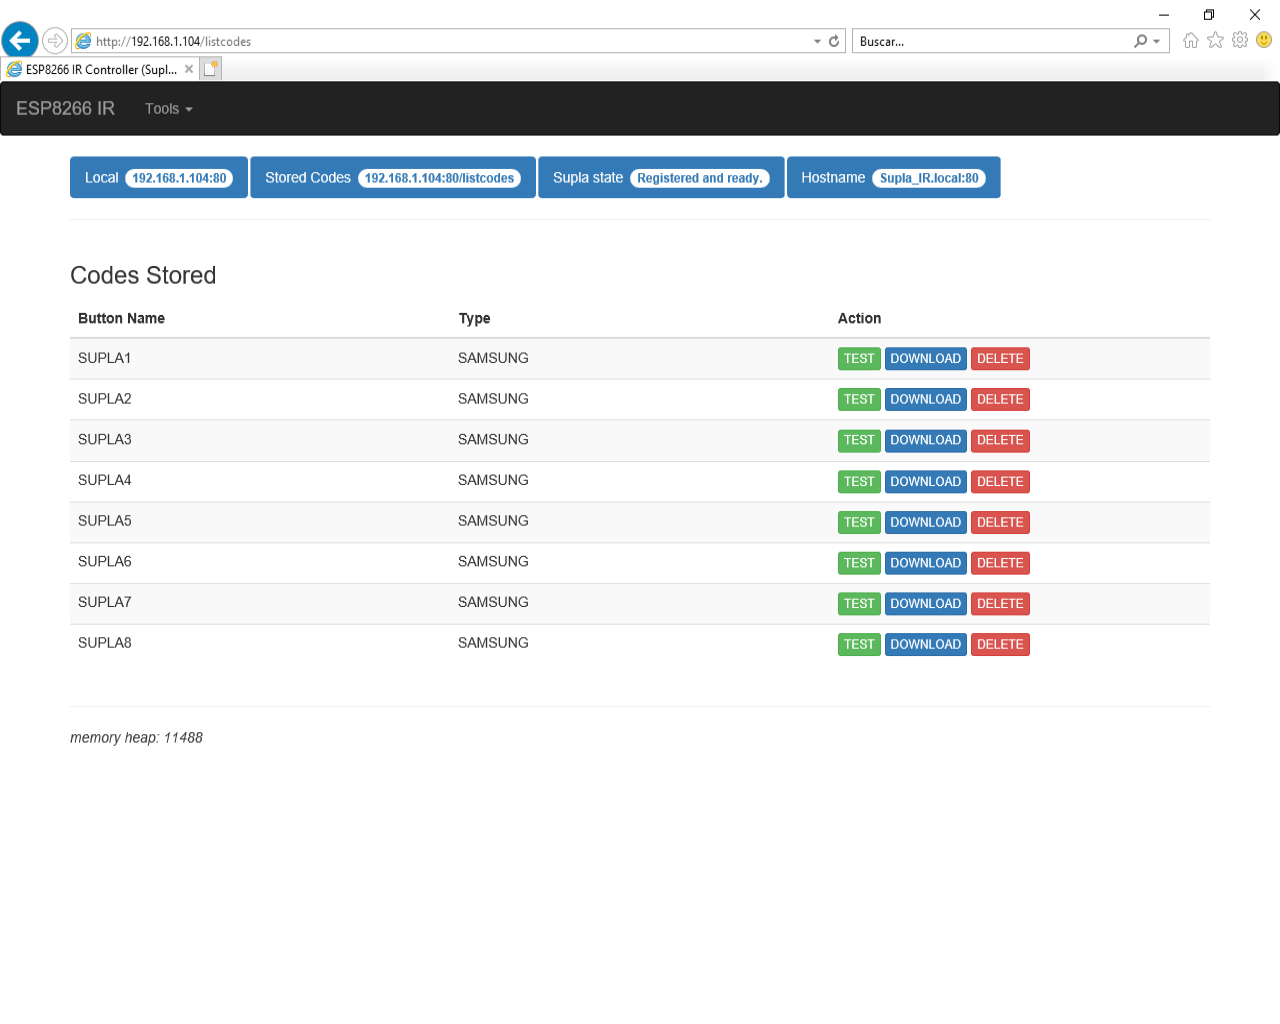 http://192.168.1.104/listcodes
Buscar...
ESP8266 IR Controller (Supl...
ESP8266 IR Tools
Local 192.168.1.104:80 Stored Codes 192.168.1.104:80/listcodes Supla state Registered and ready. Hostname Supla_IR.local:80
Codes Stored
Button Name Type Action
SUPLA1 SAMSUNG TEST DOWNLOAD DELETE
SUPLA2 SAMSUNG TEST DOWNLOAD DELETE
SUPLA3 SAMSUNG TEST DOWNLOAD DELETE
SUPLA4 SAMSUNG TEST DOWNLOAD DELETE
SUPLA5 SAMSUNG TEST DOWNLOAD DELETE
SUPLA6 SAMSUNG TEST DOWNLOAD DELETE
SUPLA7 SAMSUNG TEST DOWNLOAD DELETE
SUPLA8 SAMSUNG TEST DOWNLOAD DELETE
memory heap: 11488